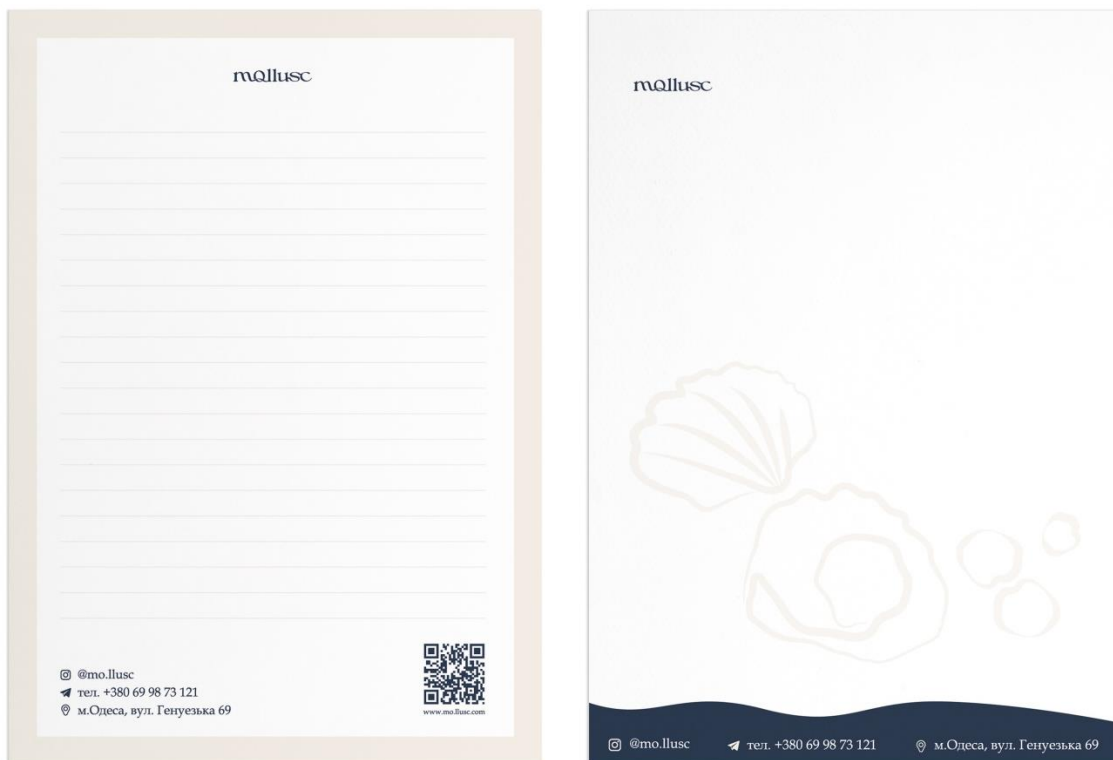 mollusc
@mo.llusc
тел. +380 69 98 73 121
м.Одеса, вул. Генуезька 69
www.mo.llusc.com
mollusc
@mo.llusc
тел. +380 69 98 73 121
м.Одеса, вул. Генуезька 69